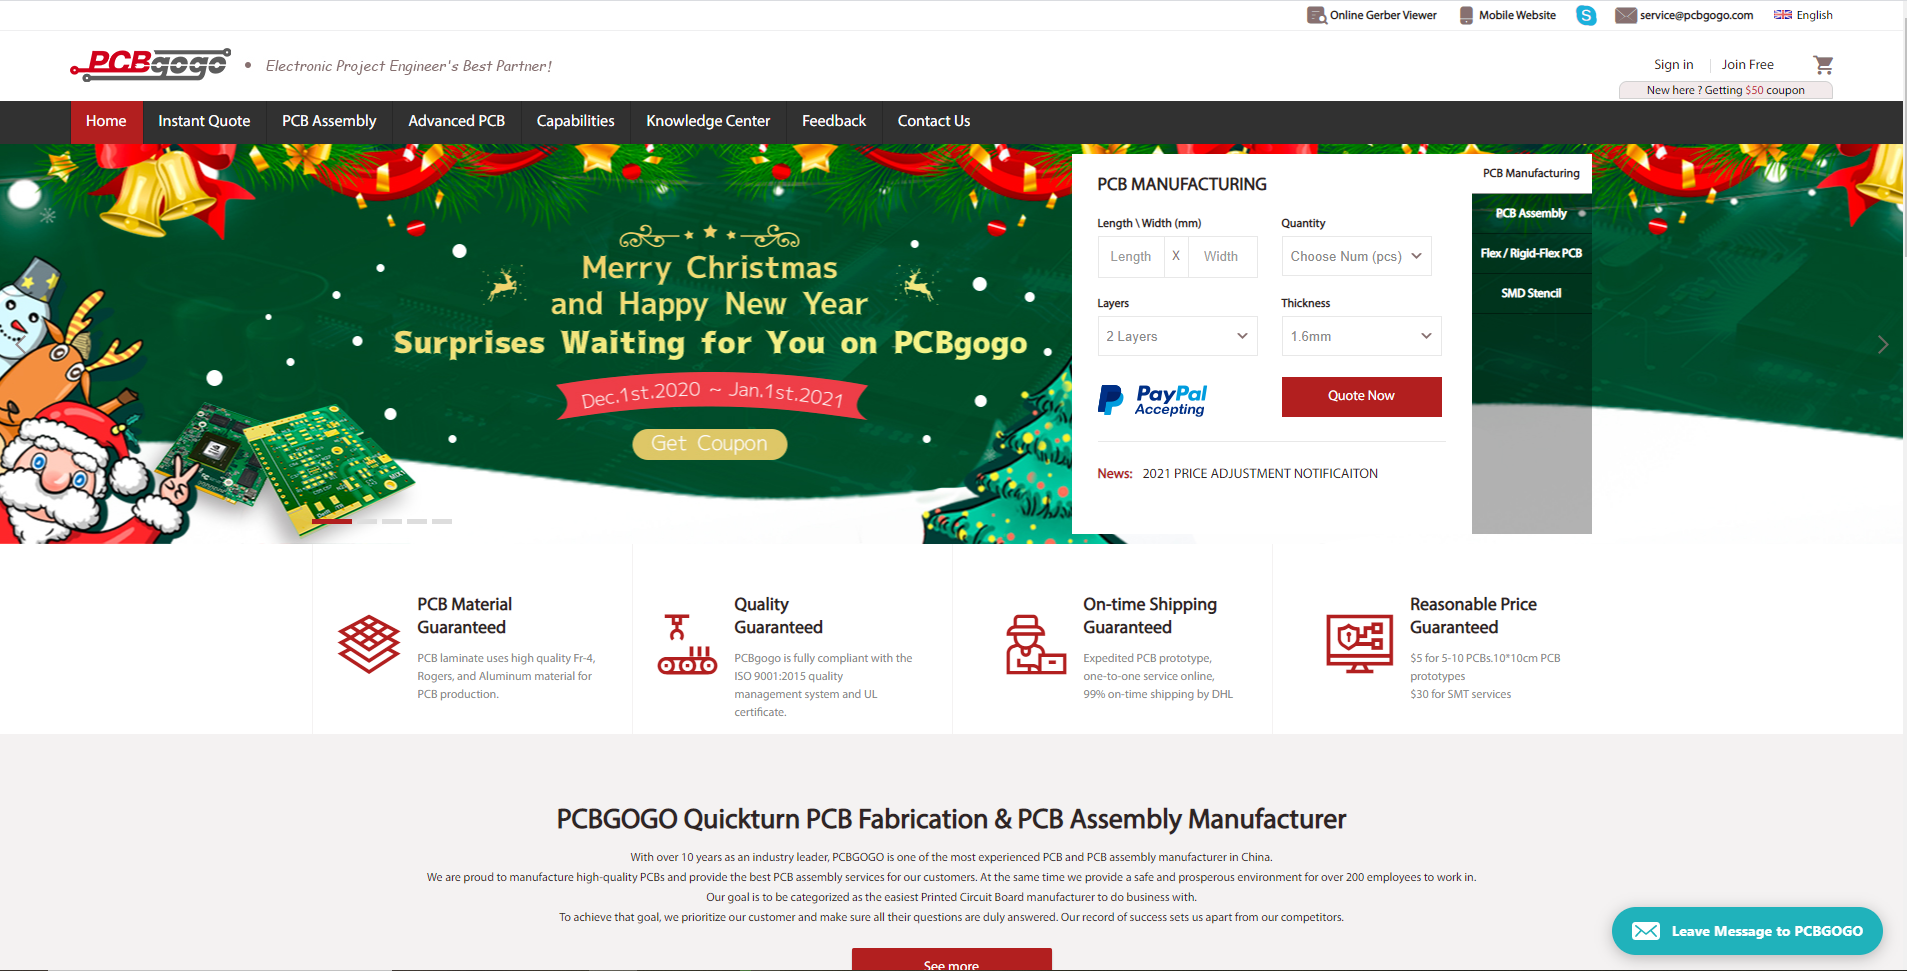 Online Gerber Viewer
Mobile Website
service@pcbgogo.com
English
PCBgogo
Electronic Project Engineer's Best Partner!
Sign in
Join Free
New here ? Getting $50 coupon
Home
Instant Quote
PCB Assembly
Advanced PCB
Capabilities
Knowledge Center
Feedback
Contact Us
Merry Christmas
and Happy New Year
Surprises Waiting for You on PCBgogo
Dec.1st.2020 ~ Jan.1st.2021
Get Coupon
PCB MANUFACTURING
Length \ Width (mm)
Quantity
Length X Width
Choose Num (pcs)
Layers
Thickness
2 Layers
1.6mm
PayPal
Accepting
Quote Now
News: 2021 PRICE ADJUSTMENT NOTIFICAITON
PCB Manufacturing
PCB Assembly
Flex / Rigid-Flex PCB
SMD Stencil
PCB Material
Guaranteed
PCB laminate uses high quality Fr-4,
Rogers, and Aluminum material for
PCB production.
Quality
Guaranteed
PCBgogo is fully compliant with the
ISO 9001:2015 quality
management system and UL
certificate.
On-time Shipping
Guaranteed
Expedited PCB prototype,
one-to-one service online,
99% on-time shipping by DHL
Reasonable Price
Guaranteed
$5 for 5-10 PCBs.10*10cm PCB
prototypes
$30 for SMT services
PCBGOGO Quickturn PCB Fabrication & PCB Assembly Manufacturer
With over 10 years as an industry leader, PCBGOGO is one of the most experienced PCB and PCB assembly manufacturer in China.
We are proud to manufacture high-quality PCBs and provide the best PCB assembly services for our customers. At the same time we provide a safe and prosperous environment for over 200 employees to work in.
Our goal is to be categorized as the easiest Printed Circuit Board manufacturer to do business with.
To achieve that goal, we prioritize our customer and make sure all their questions are duly answered. Our record of success sets us apart from our competitors.
See more
Leave Message to PCBGOGO